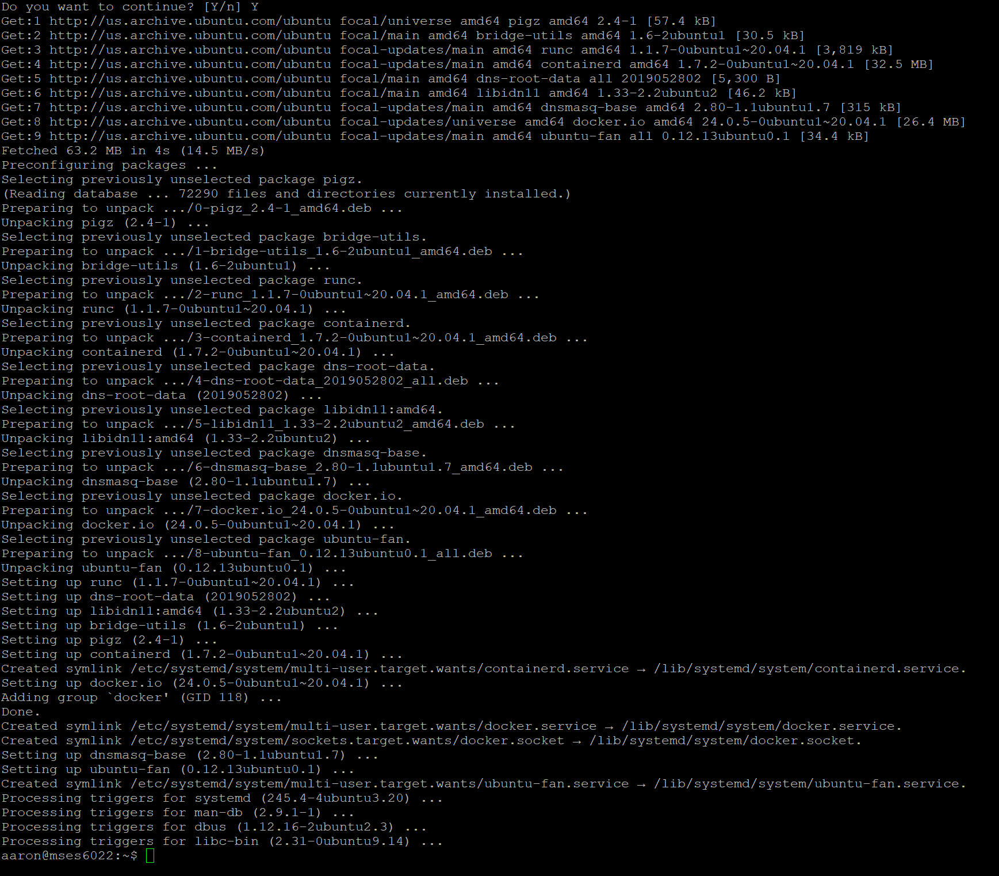 Do you want to continue? [Y/n] Y
Get:1 http://us.archive.ubuntu.com/ubuntu focal/universe amd64 pigz amd64 2.4-1 [57.4 kB]
Get:2 http://us.archive.ubuntu.com/ubuntu focal/main amd64 bridge-utils amd64 1.6-2ubuntu1 [30.5 kB]
Get:3 http://us.archive.ubuntu.com/ubuntu focal-updates/main amd64 runc amd64 1.1.7-0ubuntu1~20.04.1 [3,819 kB]
Get:4 http://us.archive.ubuntu.com/ubuntu focal-updates/main amd64 containerd amd64 1.7.2-0ubuntu1~20.04.1 [32.5 MB]
Get:5 http://us.archive.ubuntu.com/ubuntu focal/main amd64 dns-root-data all 2019052802 [5,300 B]
Get:6 http://us.archive.ubuntu.com/ubuntu focal/main amd64 libidn11 amd64 1.33-2.2ubuntu2 [46.2 kB]
Get:7 http://us.archive.ubuntu.com/ubuntu focal-updates/main amd64 dnsmasq-base amd64 2.80-1.1ubuntu1.7 [315 kB]
Get:8 http://us.archive.ubuntu.com/ubuntu focal-updates/universe amd64 docker.io amd64 24.0.5-0ubuntu1~20.04.1 [26.4 MB]
Get:9 http://us.archive.ubuntu.com/ubuntu focal-updates/main amd64 ubuntu-fan all 0.12.13ubuntu0.1 [34.4 kB]
Fetched 63.2 MB in 4s (14.5 MB/s)
Preconfiguring packages ...
Selecting previously unselected package pigz.
(Reading database ... 72290 files and directories currently installed.)
Preparing to unpack .../0-pigz_2.4-1_amd64.deb ...
Unpacking pigz (2.4-1) ...
Selecting previously unselected package bridge-utils.
Preparing to unpack .../1-bridge-utils_1.6-2ubuntu1_amd64.deb ...
Unpacking bridge-utils (1.6-2ubuntu1) ...
Selecting previously unselected package runc.
Preparing to unpack .../2-runc_1.1.7-0ubuntu1~20.04.1_amd64.deb ...
Unpacking runc (1.1.7-0ubuntu1~20.04.1) ...
Selecting previously unselected package containerd.
Preparing to unpack .../3-containerd_1.7.2-0ubuntu1~20.04.1_amd64.deb ...
Unpacking containerd (1.7.2-0ubuntu1~20.04.1) ...
Selecting previously unselected package dns-root-data.
Preparing to unpack .../4-dns-root-data_2019052802_all.deb ...
Unpacking dns-root-data (2019052802) ...
Selecting previously unselected package libidn11:amd64.
Preparing to unpack .../5-libidn11_1.33-2.2ubuntu2_amd64.deb ...
Unpacking libidn11:amd64 (1.33-2.2ubuntu2) ...
Selecting previously unselected package dnsmasq-base.
Preparing to unpack .../6-dnsmasq-base_2.80-1.1ubuntu1.7_amd64.deb ...
Unpacking dnsmasq-base (2.80-1.1ubuntu1.7) ...
Selecting previously unselected package docker.io.
Preparing to unpack .../7-docker.io_24.0.5-0ubuntu1~20.04.1_amd64.deb ...
Unpacking docker.io (24.0.5-0ubuntu1~20.04.1) ...
Selecting previously unselected package ubuntu-fan.
Preparing to unpack .../8-ubuntu-fan_0.12.13ubuntu0.1_all.deb ...
Unpacking ubuntu-fan (0.12.13ubuntu0.1) ...
Setting up runc (1.1.7-0ubuntu1~20.04.1) ...
Setting up dns-root-data (2019052802) ...
Setting up libidn11:amd64 (1.33-2.2ubuntu2) ...
Setting up bridge-utils (1.6-2ubuntu1) ...
Setting up pigz (2.4-1) ...
Setting up containerd (1.7.2-0ubuntu1~20.04.1) ...
Created symlink /etc/systemd/system/multi-user.target.wants/containerd.service → /lib/systemd/system/containerd.service.
Setting up docker.io (24.0.5-0ubuntu1~20.04.1) ...
Adding group `docker' (GID 118) ...
Done.
Created symlink /etc/systemd/system/multi-user.target.wants/docker.service → /lib/systemd/system/docker.service.
Created symlink /etc/systemd/system/sockets.target.wants/docker.socket → /lib/systemd/system/docker.socket.
Setting up dnsmasq-base (2.80-1.1ubuntu1.7) ...
Setting up ubuntu-fan (0.12.13ubuntu0.1) ...
Created symlink /etc/systemd/system/multi-user.target.wants/ubuntu-fan.service → /lib/systemd/system/ubuntu-fan.service.
Processing triggers for systemd (245.4-4ubuntu3.20) ...
Processing triggers for man-db (2.9.1-1) ...
Processing triggers for dbus (1.12.16-2ubuntu2.3) ...
Processing triggers for libc-bin (2.31-0ubuntu9.14) ...
aaron@mses6022:~$